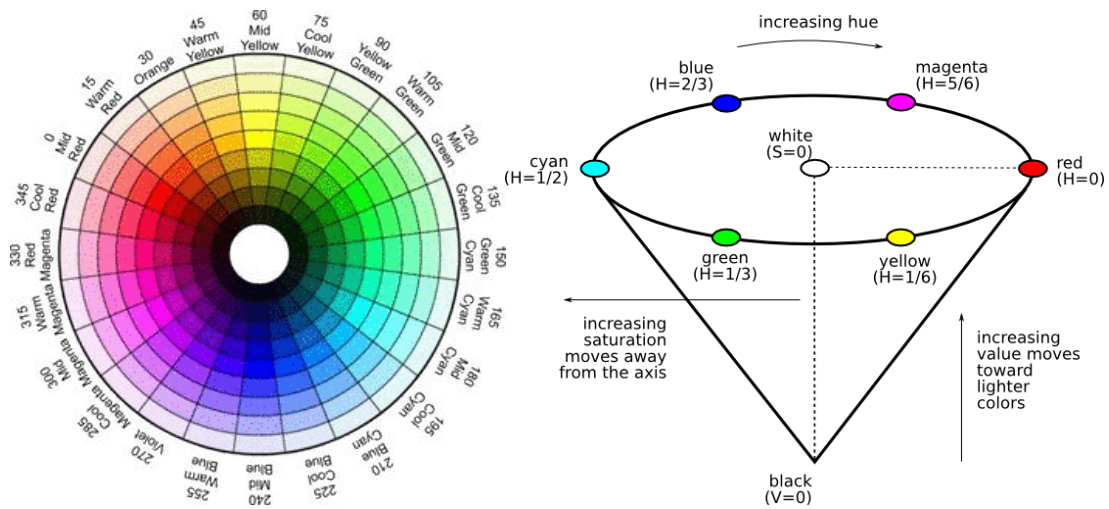 60
Mid
Yellow
75
Cool
Yellow
90
Yellow
Green
105
Warm
Green
120
Mid
Green
135
Cool
Green
150
Green
Cyan
165
Warm
Cyan
180
Mid
Cyan
195
Cool
Cyan
210
Blue
Cyan
225
Cool
Blue
240
Mid
Blue
255
Warm
Blue
270
Violet
285
Cool
Magenta
300
Mid
Magenta
315
Warm
Magenta
330
Red
Magenta
345
Cool
Red
0
Mid
Red
15
Warm
Red
30
Orange
45
Warm
Yellow
increasing hue
blue
(H=2/3)
magenta
(H=5/6)
white
(S=0)
cyan
(H=1/2)
red
(H=0)
green
(H=1/3)
yellow
(H=1/6)
increasing
saturation
moves away
from the axis
increasing
value moves
toward
lighter
colors
black
(V=0)